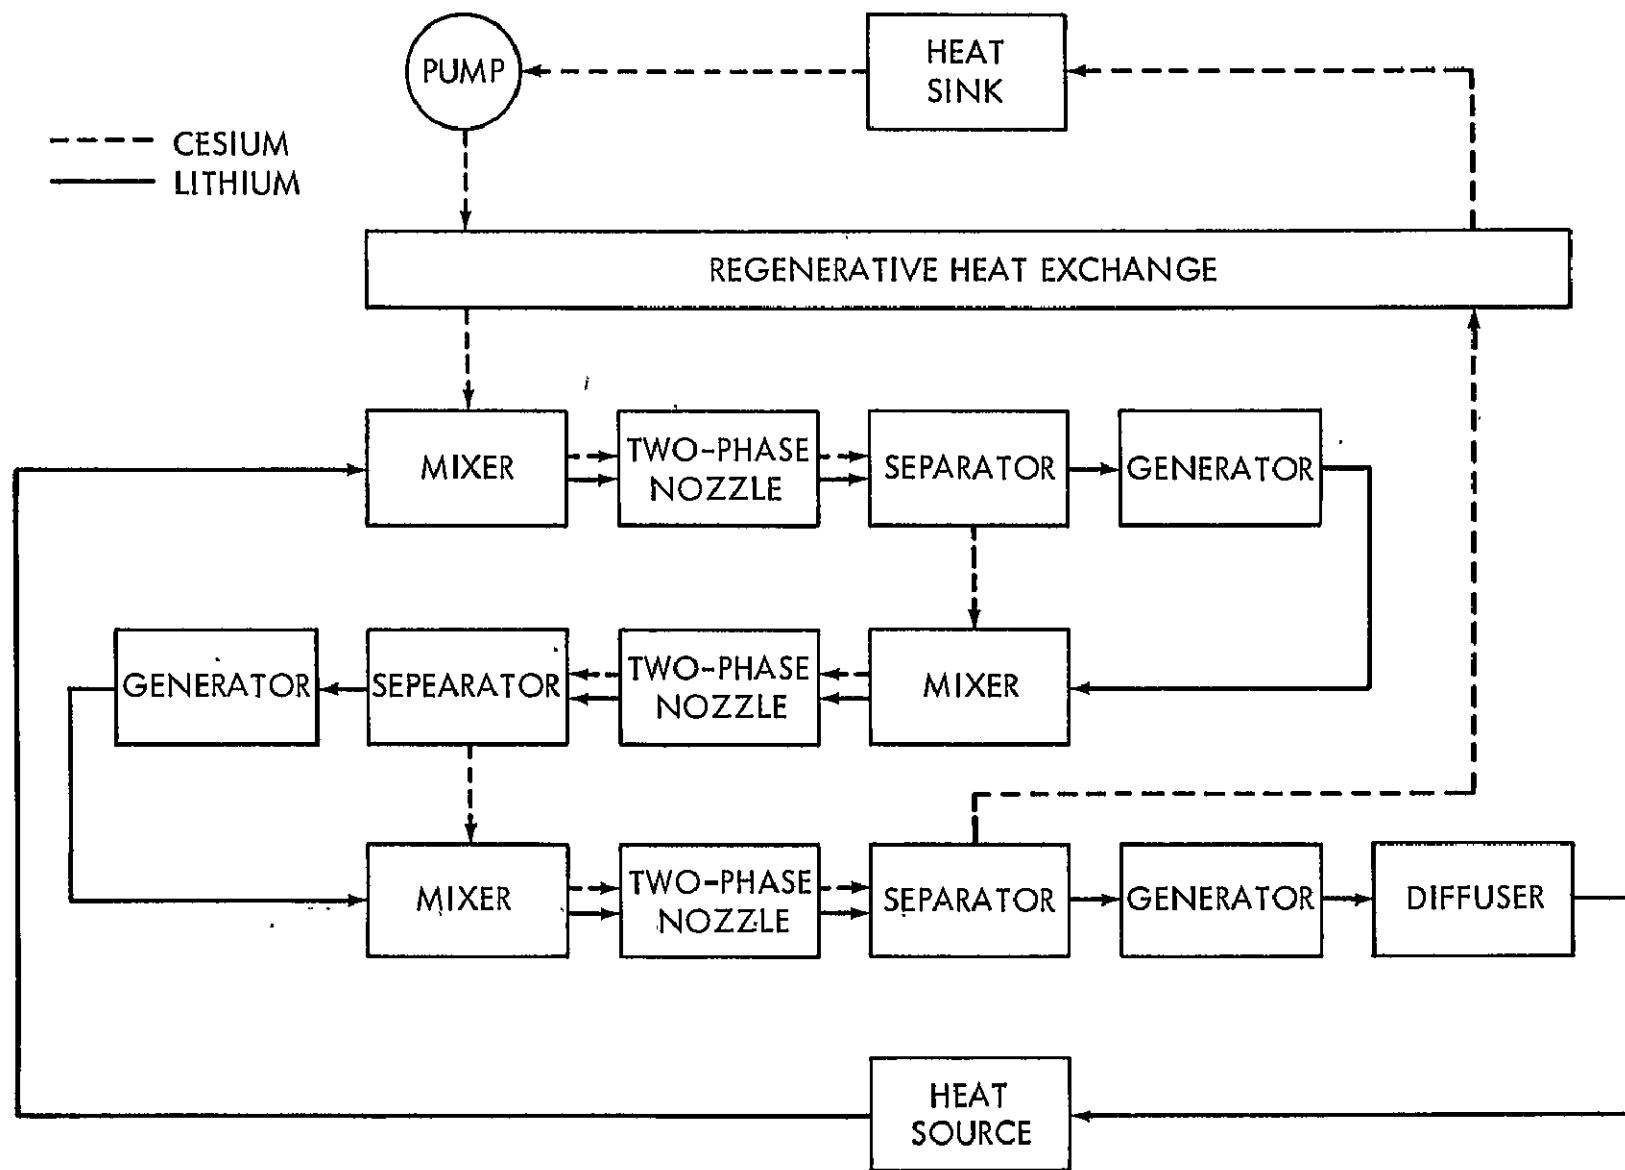 PUMP
HEAT
SINK
CESIUM
LITHIUM
REGENERATIVE HEAT EXCHANGE
MIXER
TWO-PHASE
NOZZLE
SEPARATOR
GENERATOR
GENERATOR
SEPEARATOR
TWO-PHASE
NOZZLE
MIXER
MIXER
TWO-PHASE
NOZZLE
SEPARATOR
GENERATOR
DIFFUSER
HEAT
SOURCE